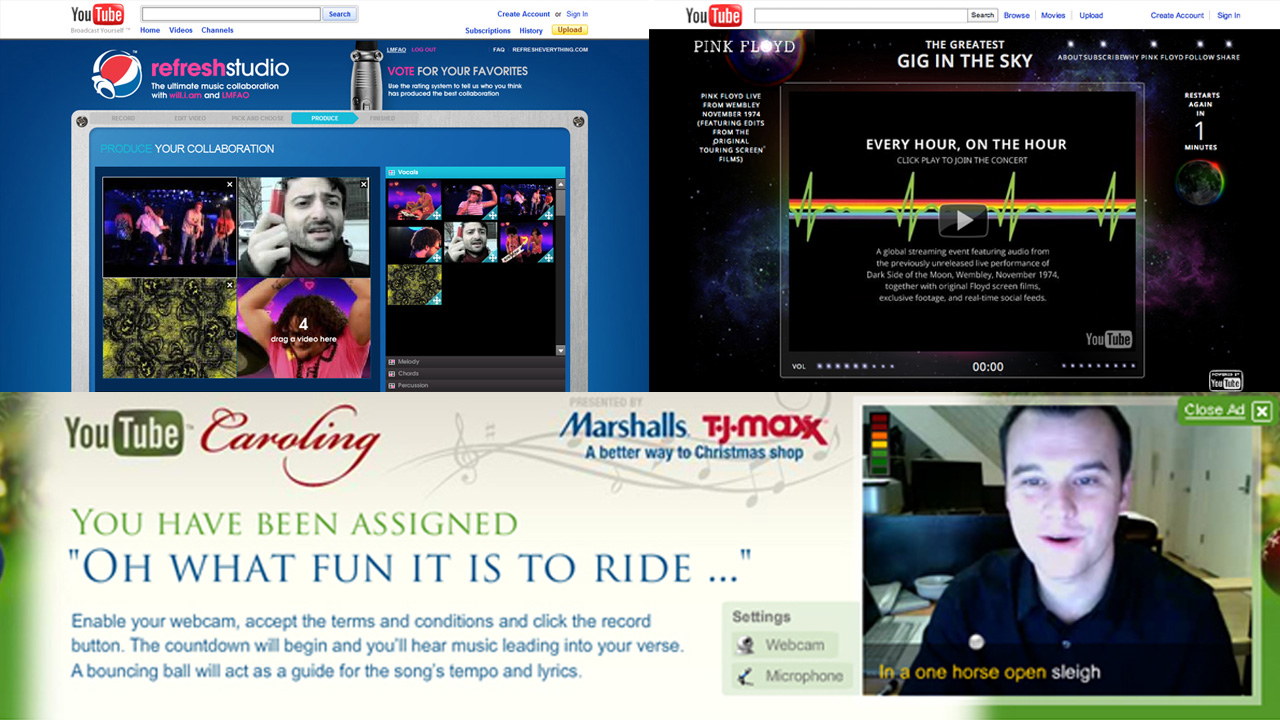 YouTube ™
Broadcast Yourself™
Search
Create Account or Sign In
Home Videos Channels
Subscriptions History Upload
LMFAO LOG OUT
FAQ | REFRESHEVERYTHING.COM
refreshstudio
The ultimate music collaboration
with will.i.am and LMFAO
VOTE FOR YOUR FAVORITES
Use the rating system to tell us who you think
has produced the best collaboration
RECORD EDIT VIDEO PICK AND CHOOSE PRODUCE FINISHED
PRODUCE YOUR COLLABORATION
Vocals
4
drag a video here
Melody
Chords
Percussion
YouTube
Search
Browse | Movies | Upload
Create Account | Sign In
PINK FLOYD
THE GREATEST
GIG IN THE SKY
ABOUT SUBSCRIBE WHY PINK FLOYD FOLLOW SHARE
PINK FLOYD LIVE
FROM WEMBLEY
NOVEMBER 1974
(FEATURING EDITS
FROM THE
ORIGINAL
TOURING SCREEN
FILMS)
RESTARTS
AGAIN
IN
1
MINUTES
EVERY HOUR, ON THE HOUR
CLICK PLAY TO JOIN THE CONCERT
A global streaming event featuring audio from
the previously unreleased live performance of
Dark Side of the Moon, Wembley, November 1974,
together with original Floyd screen films,
exclusive footage, and real-time social feeds.
YouTube
VOL
00:00
POWERED BY
YouTube
YouTube™ Caroling
PRESENTED BY
Marshalls. T·J·maxx
A better way to Christmas shop
Close Ad
YOU HAVE BEEN ASSIGNED
"OH WHAT FUN IT IS TO RIDE ..."
Enable your webcam, accept the terms and conditions and click the record
button. The countdown will begin and you'll hear music leading into your verse.
A bouncing ball will act as a guide for the song's tempo and lyrics.
Settings
Webcam
Microphone
In a one horse open sleigh